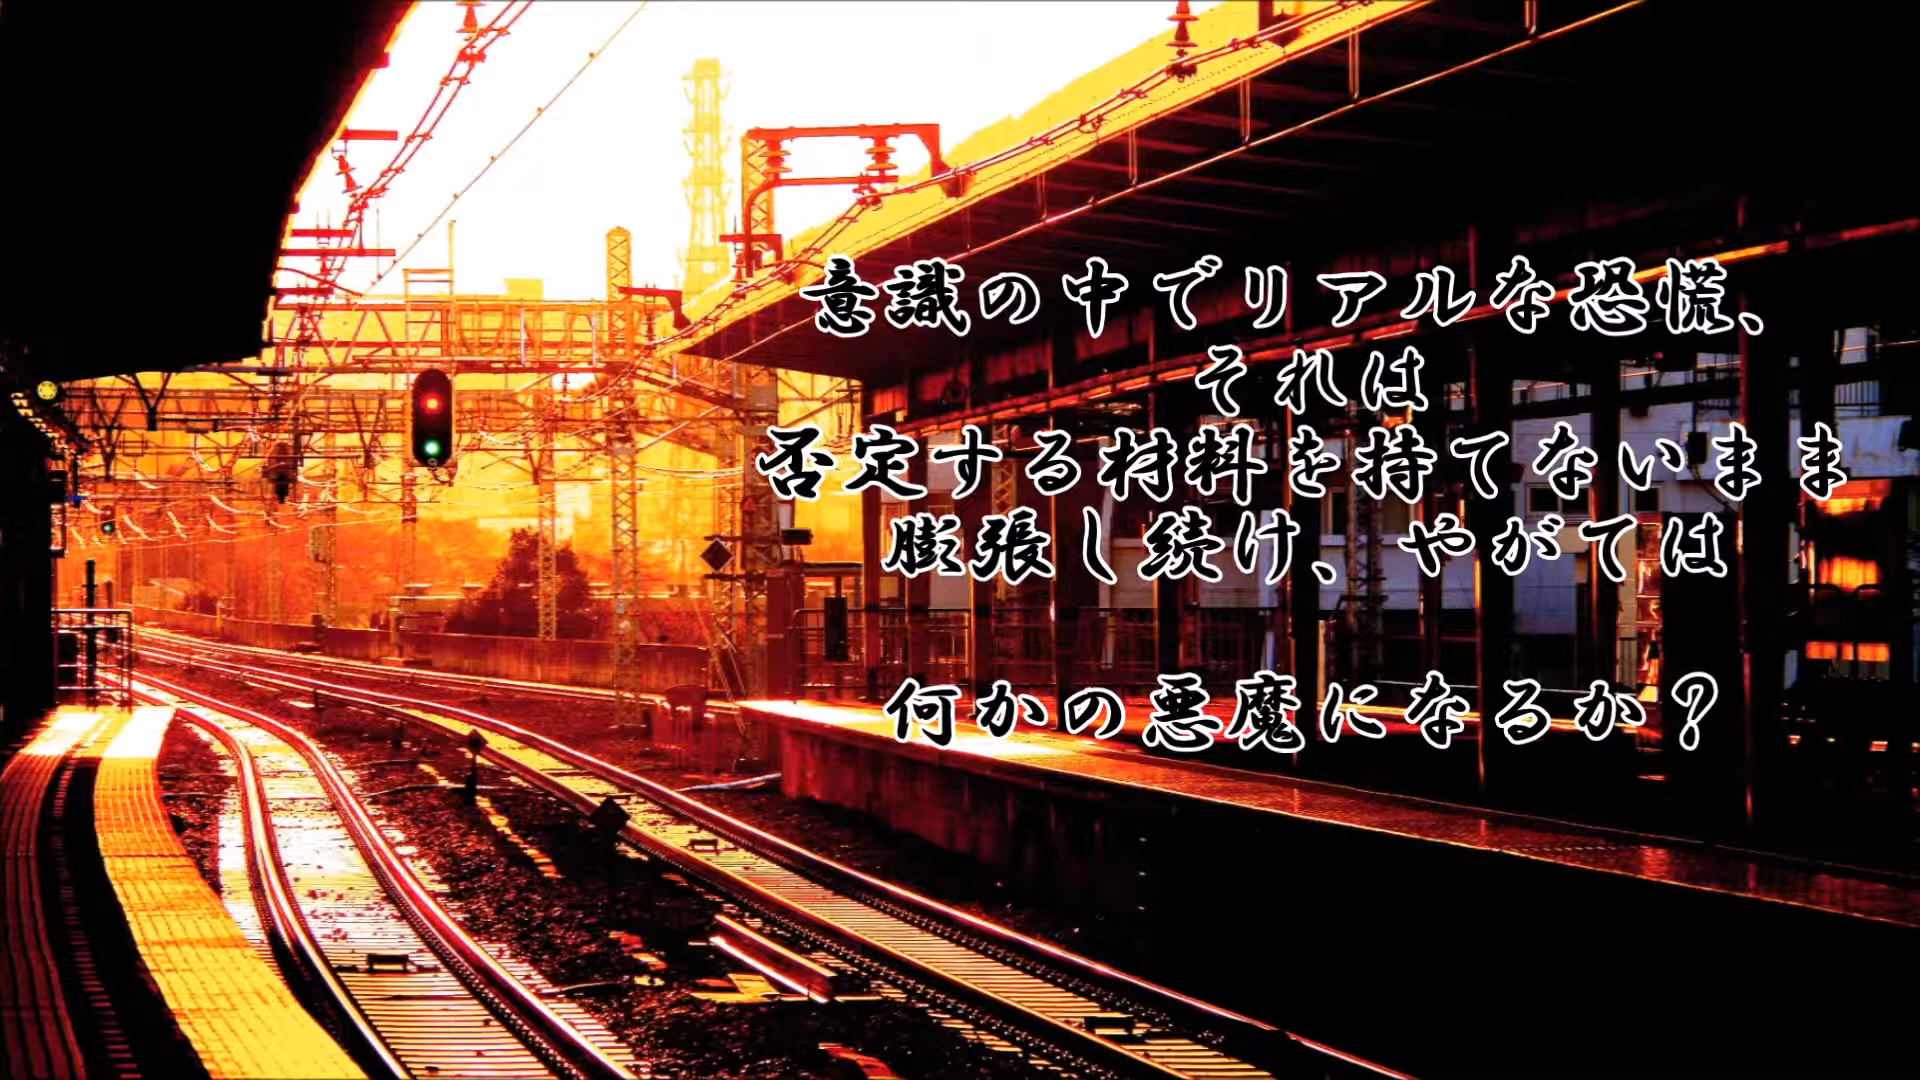 意識の中でリアルな恐慌、
それは
否定する材料を持てないまま
膨張し続け、やがては
何かの悪魔になるか？